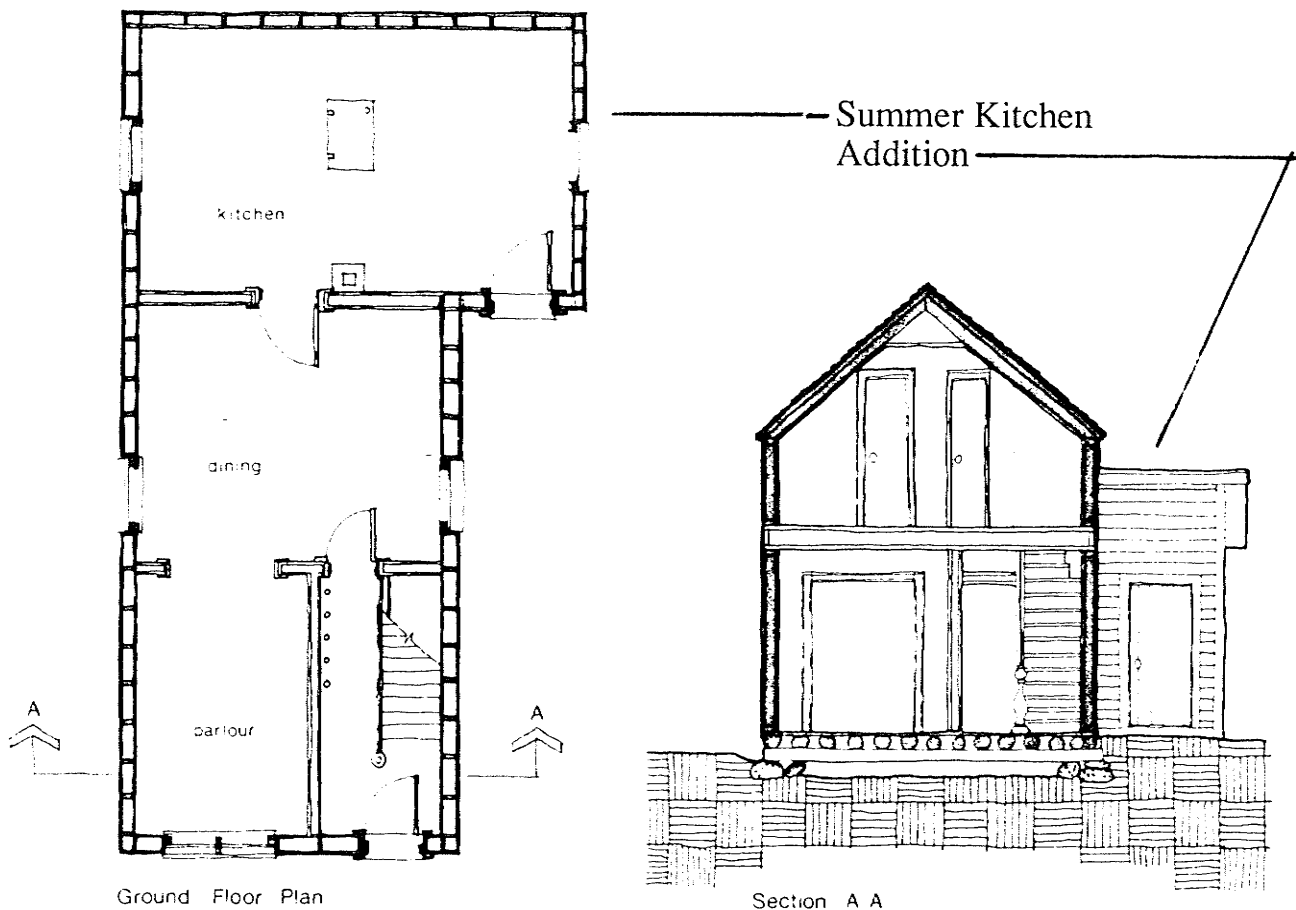 Summer Kitchen
Addition
kitchen
dining
parlour
A
A
Ground Floor Plan
Section A A